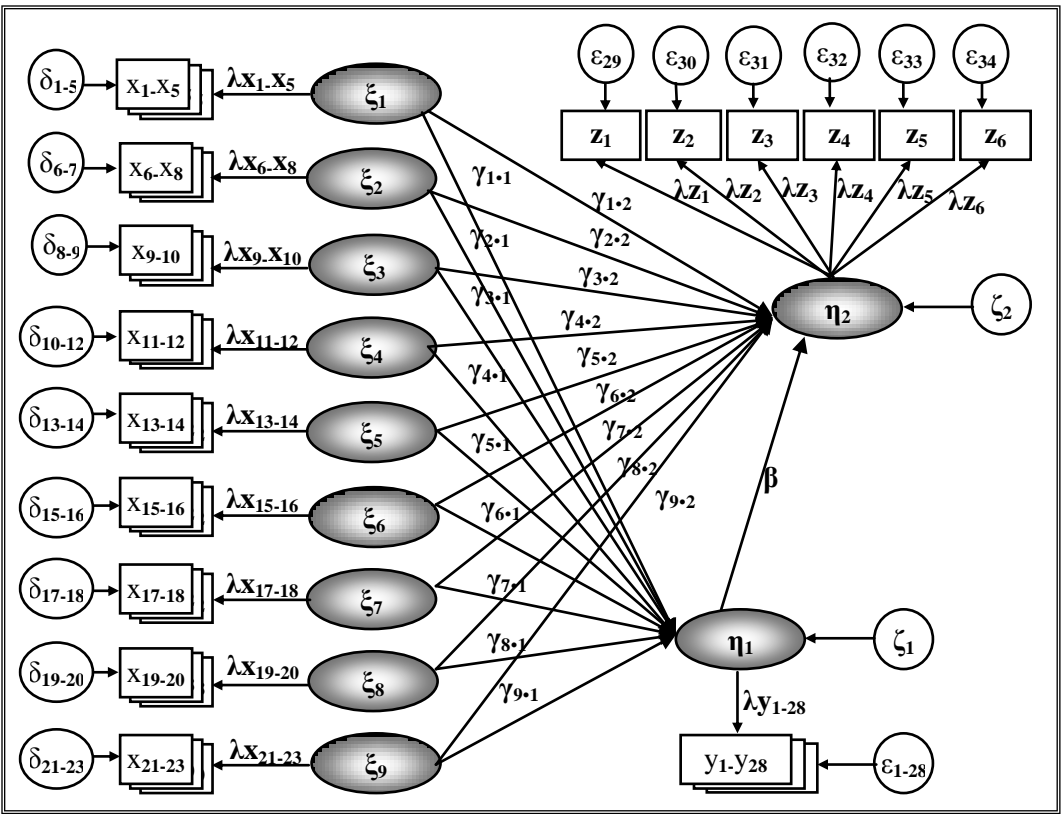 δ1-5 x1-x5 λx1-x5 ξ1
δ6-7 x6-x8 λx6-x8 ξ2
δ8-9 x9-10 λx9-x10 ξ3
δ10-12 x11-12 λx11-12 ξ4
δ13-14 x13-14 λx13-14 ξ5
δ15-16 x15-16 λx15-16 ξ6
δ17-18 x17-18 λx17-18 ξ7
δ19-20 x19-20 λx19-20 ξ8
δ21-23 x21-23 λx21-23 ξ9
γ1•1
γ2•1
γ3•1
γ4•1
γ5•1
γ6•1
γ7•1
γ8•1
γ9•1
γ1•2
γ2•2
γ3•2
γ4•2
γ5•2
γ6•2
γ7•2
γ8•2
γ9•2
ε29 ε30 ε31 ε32 ε33 ε34
z1 z2 z3 z4 z5 z6
λz1 λz2 λz3 λz4 λz5 λz6
η2 ζ2
β
η1 ζ1
λy1-28
y1-y28 ε1-28